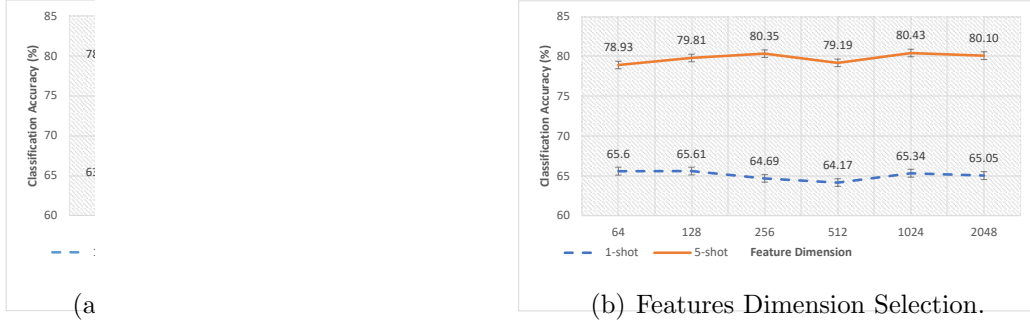 85
80
75
70
65
60
Classification Accuracy (%)
78
63
(a
85
80
75
70
65
60
Classification Accuracy (%)
78.93 79.81 80.35 79.19 80.43 80.10
65.6 65.61 64.69 64.17 65.34 65.05
64 128 256 512 1024 2048
1-shot 5-shot Feature Dimension
(b) Features Dimension Selection.